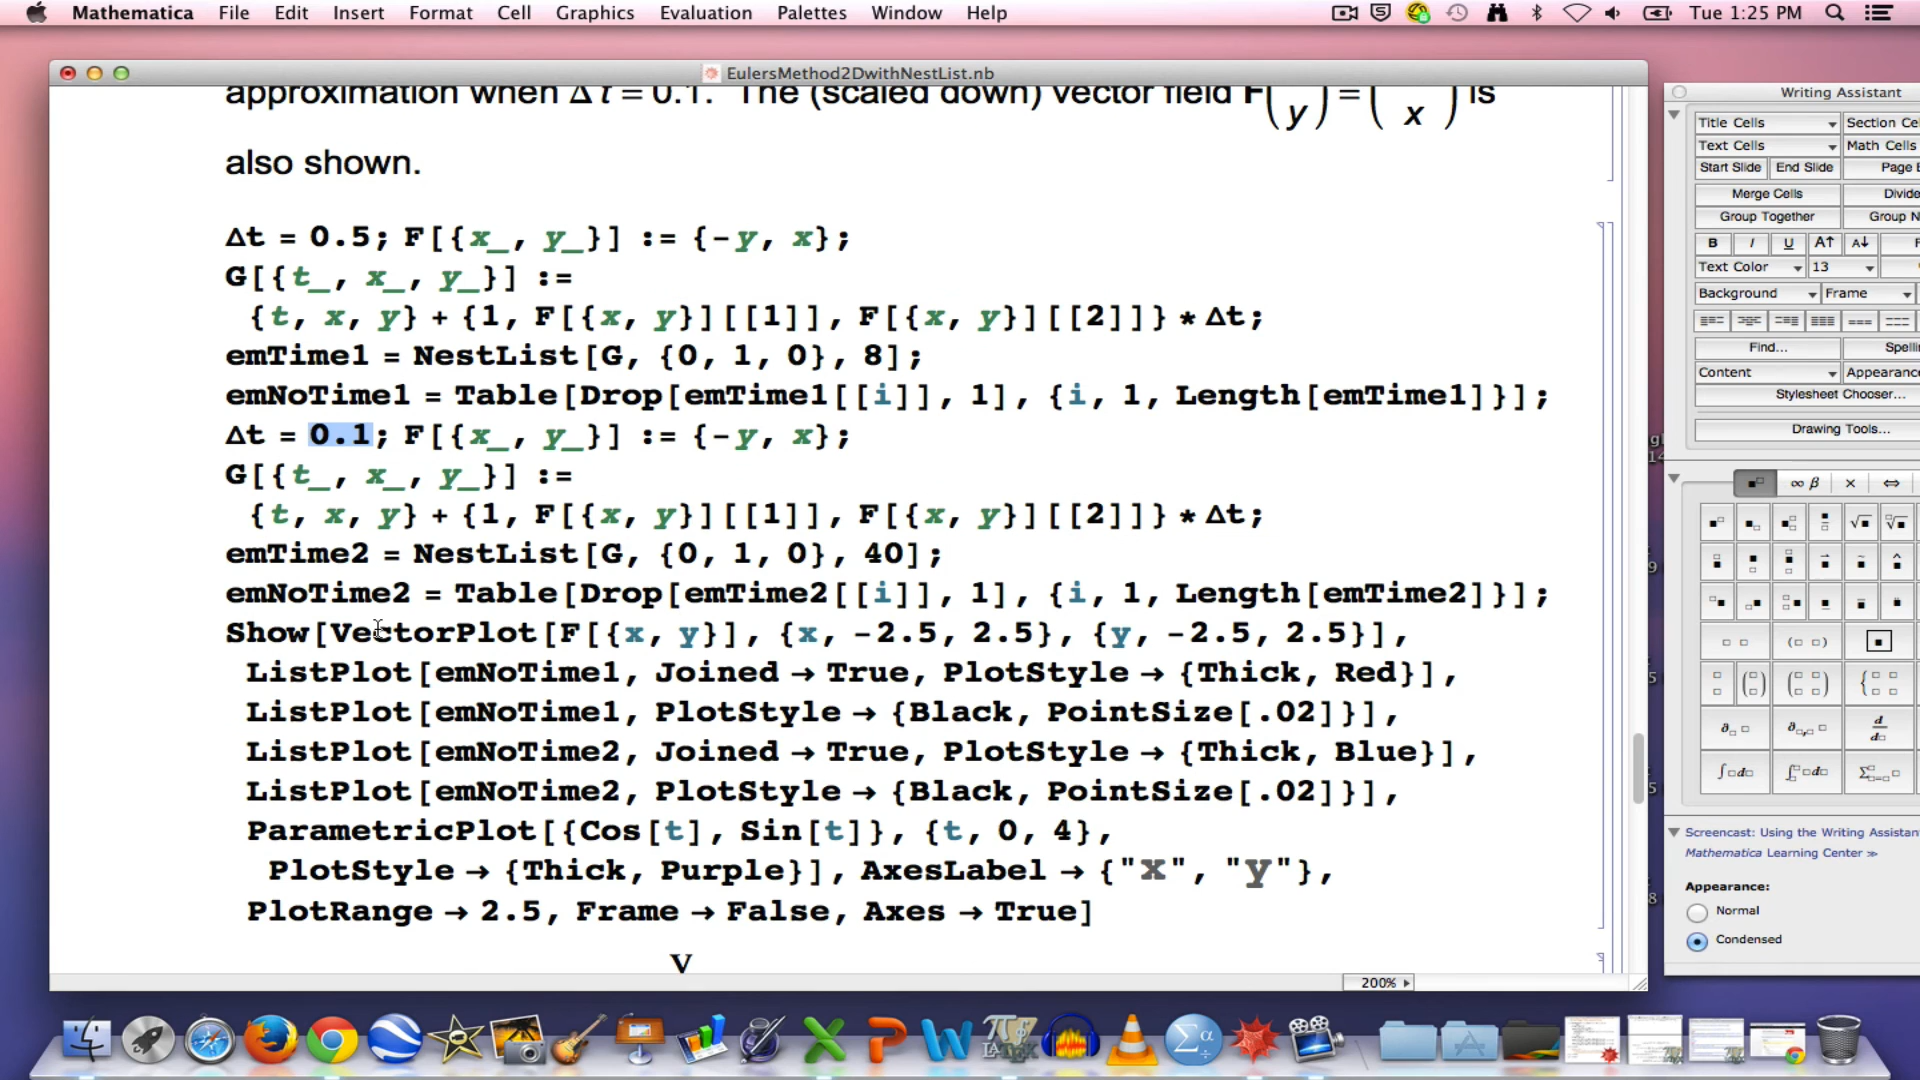 Mathematica File Edit Insert Format Cell Graphics Evaluation Palettes Window Help Tue 1:25 PM
EulersMethod2DwithNestList.nb
approximation when Δt = 0.1. The (scaled down) vector field F(y) = (x) is
also shown.
Δt = 0.5; F[{x_, y_}] := {-y, x};
G[{t_, x_, y_}] :=
{t, x, y} + {1, F[{x, y}][[1]], F[{x, y}][[2]]} * Δt;
emTime1 = NestList[G, {0, 1, 0}, 8];
emNoTime1 = Table[Drop[emTime1[[i]], 1], {i, 1, Length[emTime1]}];
Δt = 0.1; F[{x_, y_}] := {-y, x};
G[{t_, x_, y_}] :=
{t, x, y} + {1, F[{x, y}][[1]], F[{x, y}][[2]]} * Δt;
emTime2 = NestList[G, {0, 1, 0}, 40];
emNoTime2 = Table[Drop[emTime2[[i]], 1], {i, 1, Length[emTime2]}];
Show[VectorPlot[F[{x, y}], {x, -2.5, 2.5}, {y, -2.5, 2.5}],
ListPlot[emNoTime1, Joined → True, PlotStyle → {Thick, Red}],
ListPlot[emNoTime1, PlotStyle → {Black, PointSize[.02]}],
ListPlot[emNoTime2, Joined → True, PlotStyle → {Thick, Blue}],
ListPlot[emNoTime2, PlotStyle → {Black, PointSize[.02]}],
ParametricPlot[{Cos[t], Sin[t]}, {t, 0, 4},
PlotStyle → {Thick, Purple}], AxesLabel → {"x", "y"},
PlotRange → 2.5, Frame → False, Axes → True]
200%
Writing Assistant
Title Cells Section Cel
Text Cells Math Cells
Start Slide End Slide Page B
Merge Cells Divide
Group Together Group N
B I U A↑ A↓ F
Text Color 13
Background Frame
Find... Spelli
Content Appearance
Stylesheet Chooser...
Drawing Tools...
∞ β × ⇔
Screencast: Using the Writing Assistant
Mathematica Learning Center ≫
Appearance:
Normal
Condensed